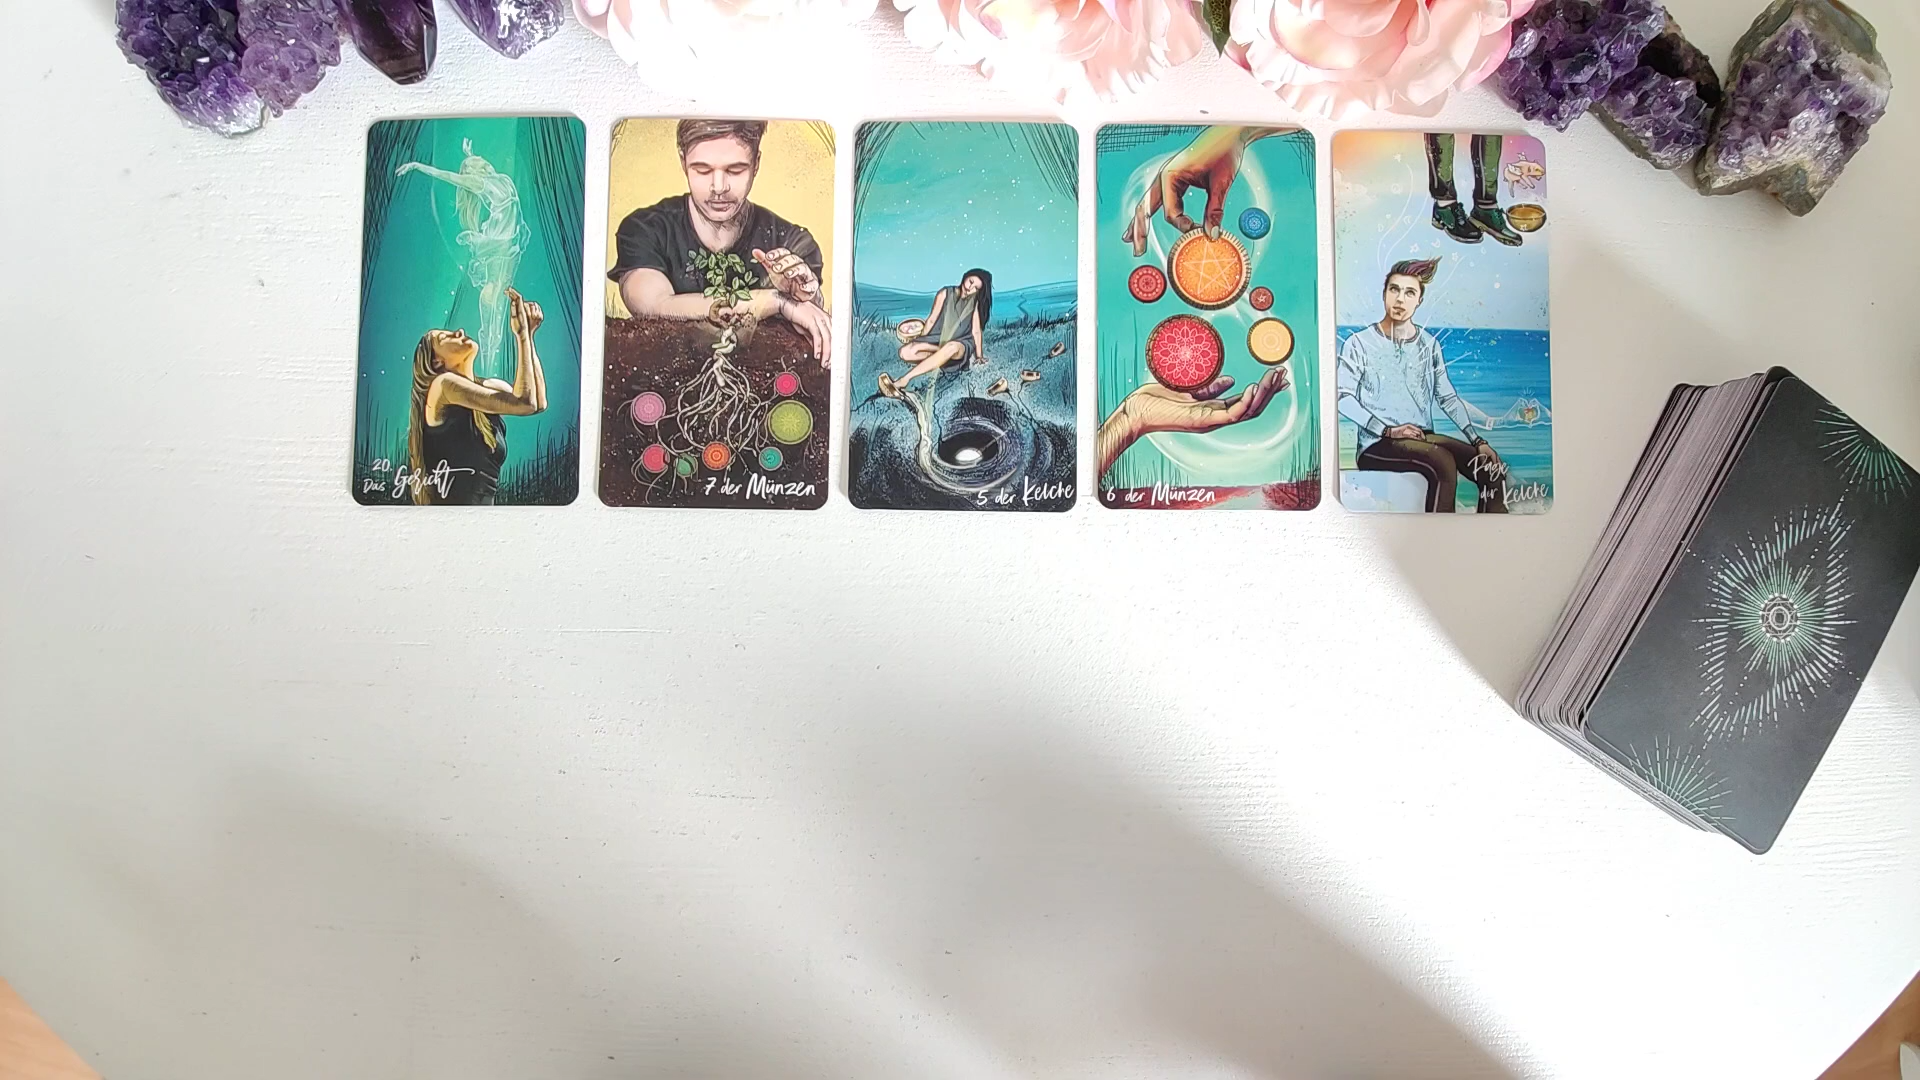 20.
Das Gericht
7 der Münzen
5 der Kelche
6 der Münzen
Page
der Kelche